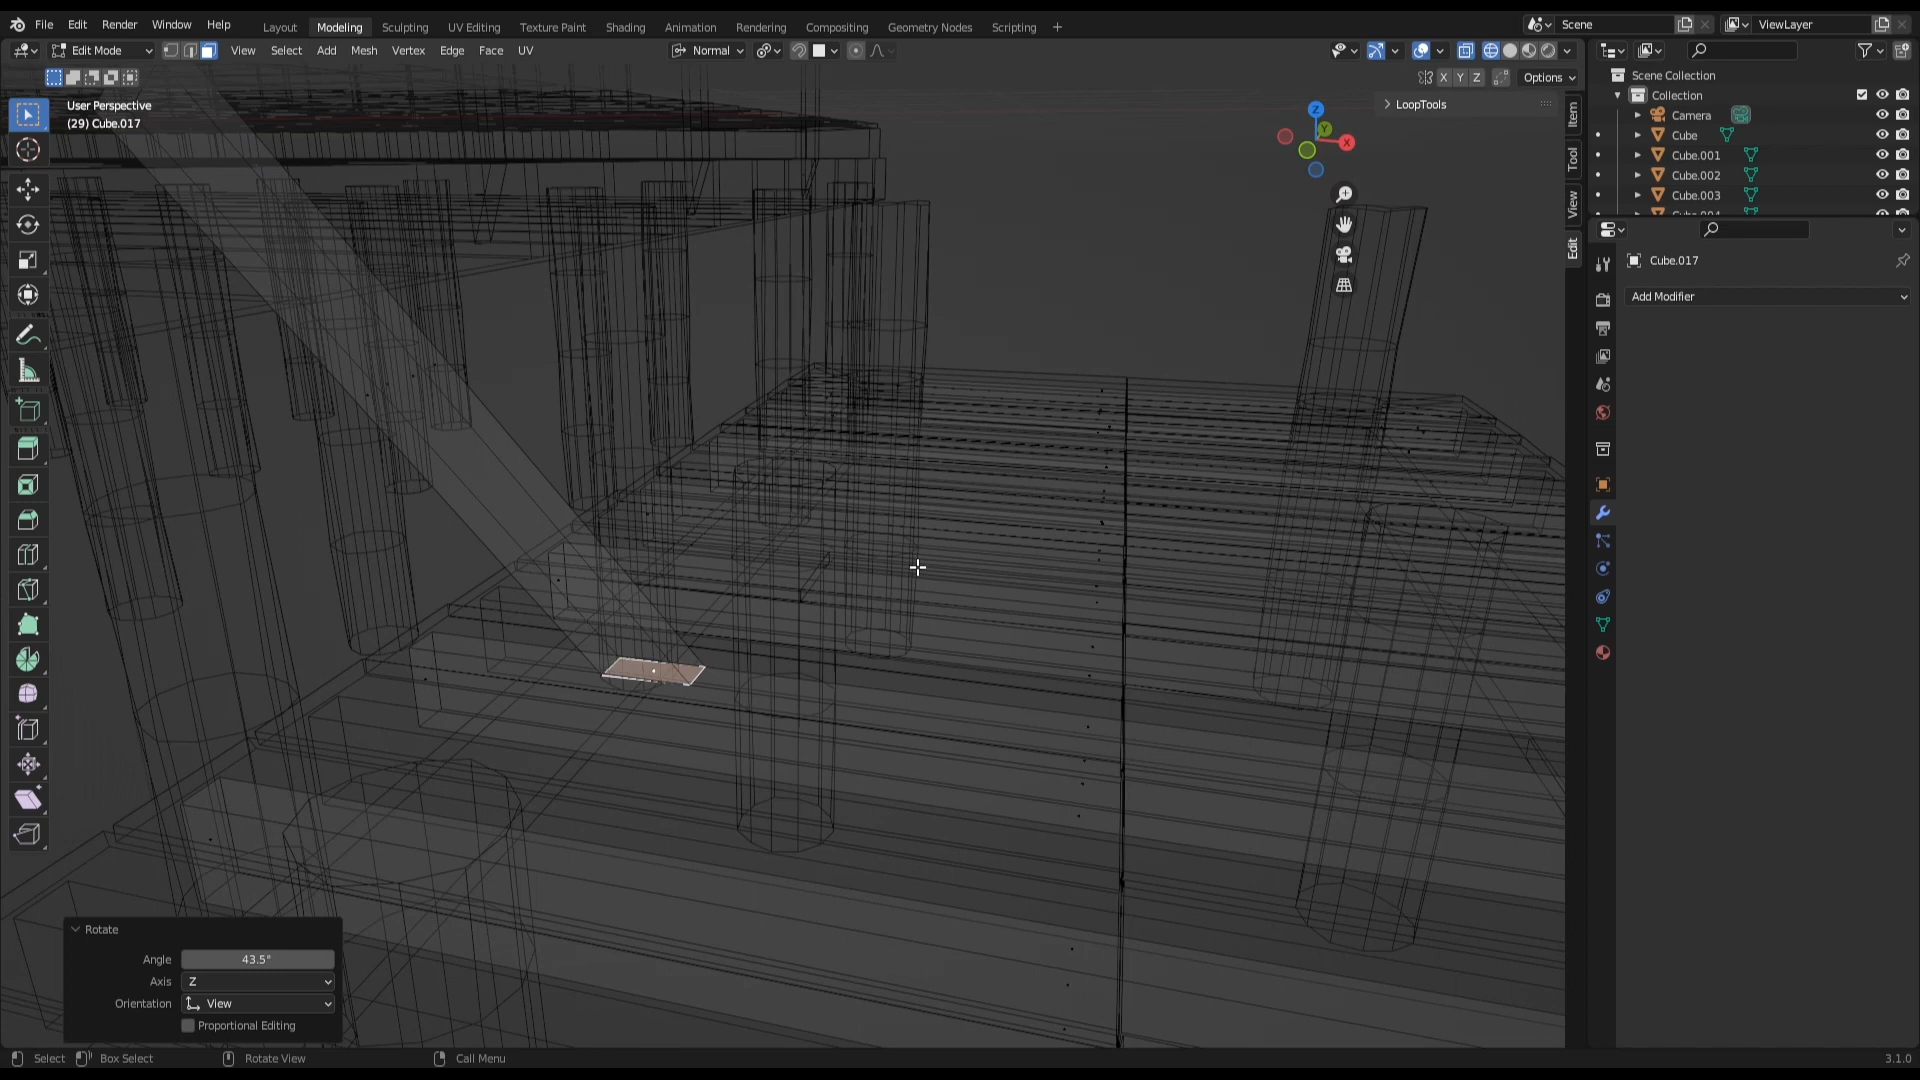 File Edit Render Window Help
Layout Modeling Sculpting UV Editing Texture Paint Shading Animation Rendering Compositing Geometry Nodes Scripting +
Scene
ViewLayer
Edit Mode View Select Add Mesh Vertex Edge Face UV
Normal
X Y Z
Options
User Perspective
(29) Cube.017
LoopTools
Z
Y
X
Item
Tool
View
Edit
Scene Collection
Collection
Camera
Cube
Cube.001
Cube.002
Cube.003
Cube.017
Add Modifier
Rotate
Angle 43.5°
Axis Z
Orientation View
Proportional Editing
Select Box Select Rotate View Call Menu
3.1.0